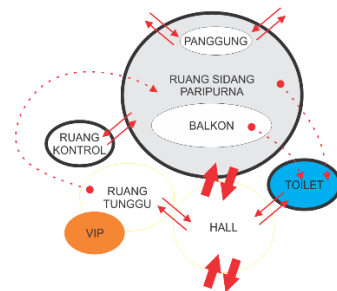 PANGGUNG
RUANG SIDANG
PARIPURNA
BALKON
RUANG
KONTROL
RUANG
TUNGGU
TOILET
HALL
VIP